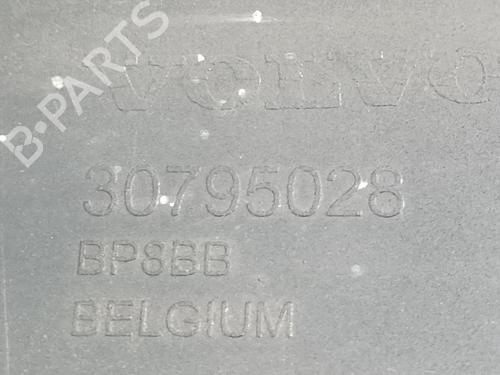 B-PARTS
VOLVO
30795028
BP8BB
BELGIUM